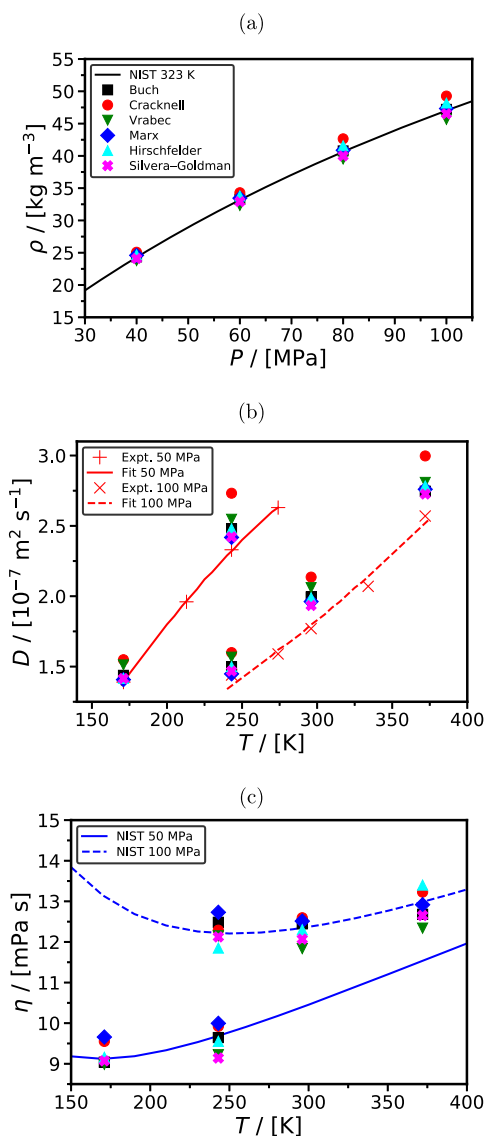 (a)
55
50
45
40
35
30
25
20
15
ρ / [kg m⁻³]
NIST 323 K
Buch
Cracknell
Vrabec
Marx
Hirschfelder
Silvera–Goldman
30 40 50 60 70 80 90 100
P / [MPa]
(b)
3.0
2.5
2.0
1.5
D / [10⁻⁷ m² s⁻¹]
Expt. 50 MPa
Fit 50 MPa
Expt. 100 MPa
Fit 100 MPa
150 200 250 300 350 400
T / [K]
(c)
15
14
13
12
11
10
9
η / [mPa s]
NIST 50 MPa
NIST 100 MPa
150 200 250 300 350 400
T / [K]